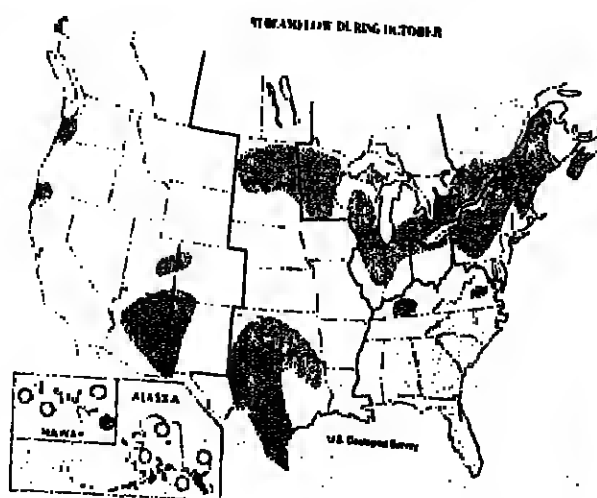 STREAMFLOW DURING OCTOBER
ALASKA
HAWAII
U.S. Geological Survey